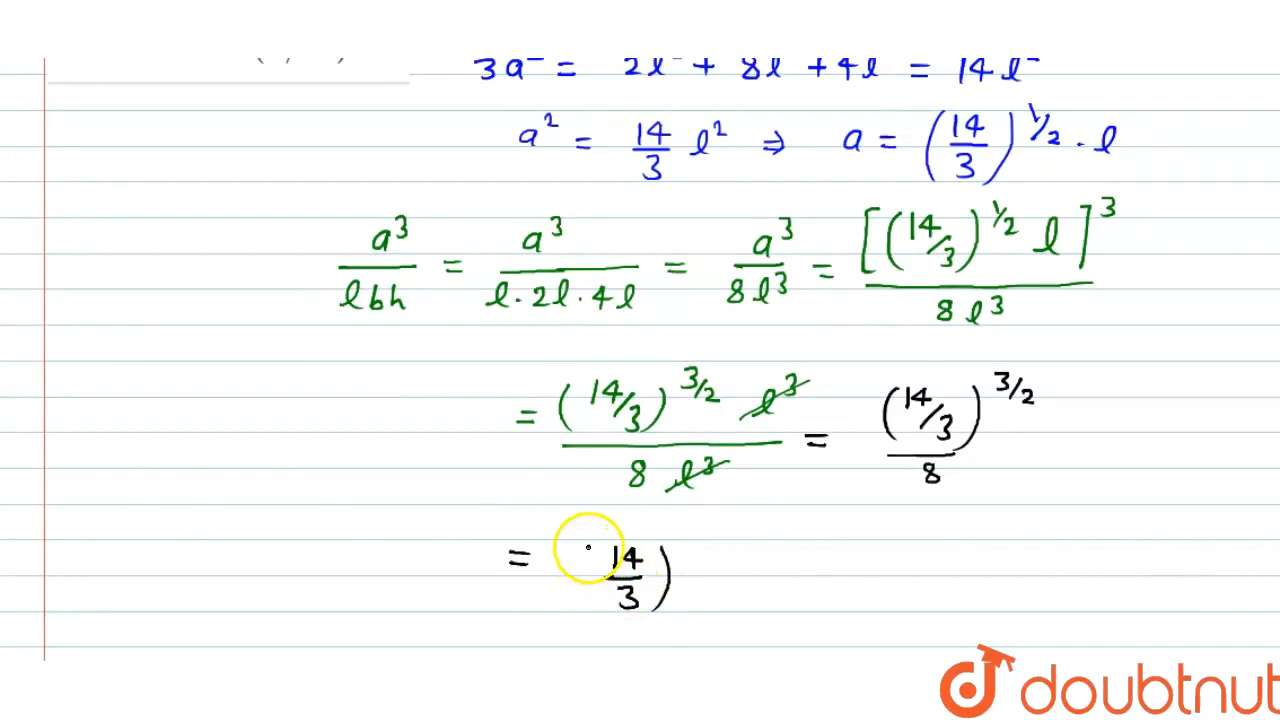 3a² = 2l² + 8l + 4l = 14l²
a² = 14/3 l² ⇒ a = (14/3)^1/2 · l
a³/lbh = a³/l·2l·4l = a³/8l³ = [(14/3)^1/2 l]³/8l³
= (14/3)^3/2 l³/8 l³ = (14/3)^3/2/8
= 14/3)
doubtnut